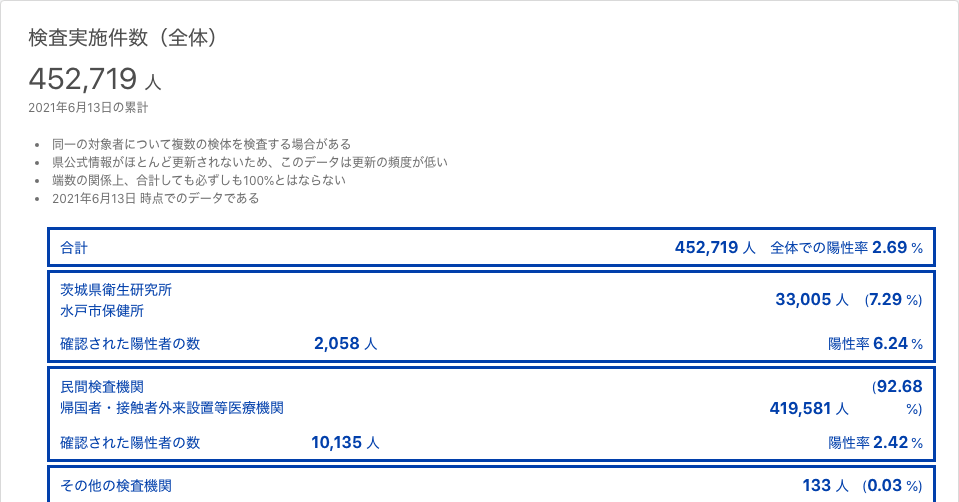 検査実施件数（全体）
452,719 人
2021年6月13日の累計
• 同一の対象者について複数の検体を検査する場合がある
• 県公式情報がほとんど更新されないため、このデータは更新の頻度が低い
• 端数の関係上、合計しても必ずしも100%とはならない
• 2021年6月13日 時点でのデータである
合計 452,719 人 全体での陽性率 2.69 %
茨城県衛生研究所
水戸市保健所
33,005 人 (7.29 %)
確認された陽性者の数 2,058 人 陽性率 6.24 %
民間検査機関 (92.68
帰国者・接触者外来設置等医療機関 419,581 人 %)
確認された陽性者の数 10,135 人 陽性率 2.42 %
その他の検査機関 133 人 (0.03 %)